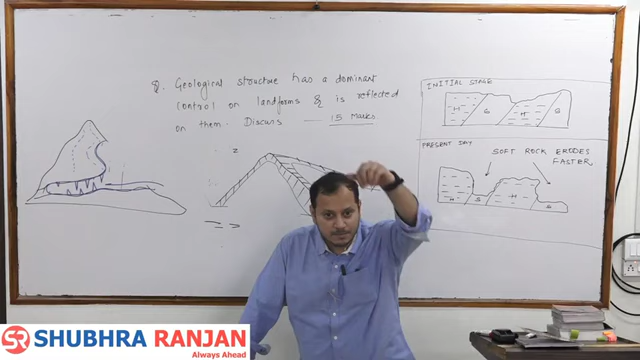 Q. Geological structure has a dominant
control on landforms & is reflected
on them. Discuss — 15 Marks
INITIAL STAGE
H S H S
PRESENT DAY
SOFT ROCK ERODES
FASTER
H S H S
SR SHUBHRA RANJAN
Always Ahead